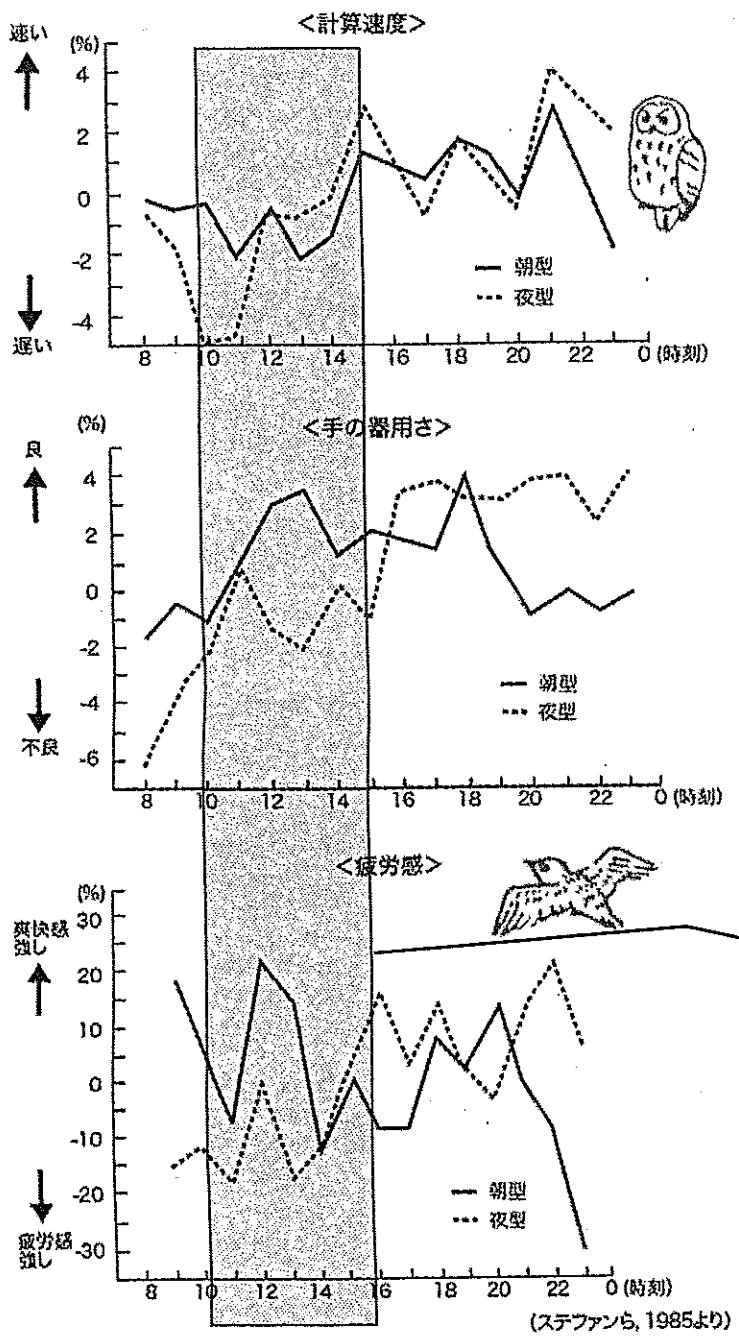 <計算速度>
速い
(%)
4
2
0
-2
-4
遅い
朝型
夜型
8 10 12 14 16 18 20 22 0 (時刻)
<手の器用さ>
良
(%)
4
2
0
-2
-4
-6
不良
朝型
夜型
8 10 12 14 16 18 20 22 0 (時刻)
<疲労感>
(%)
爽快感
強し
30
20
10
0
-10
-20
-30
疲労感
強し
朝型
夜型
8 10 12 14 16 18 20 22 0 (時刻)
(ステファンら, 1985より)